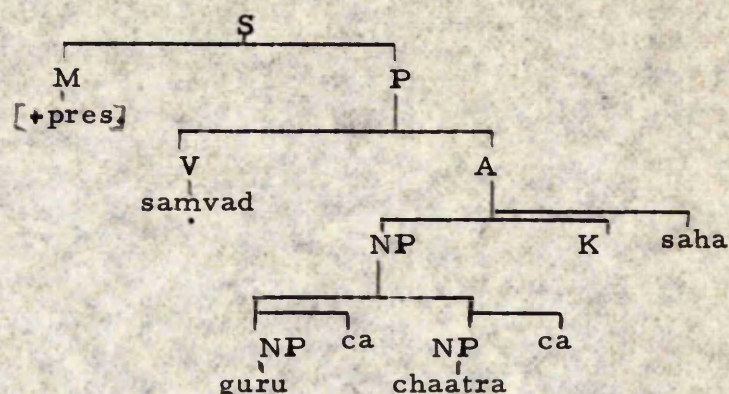 S
M P
[+pres]
V A
samvad
NP K saha
NP ca NP ca
guru chaatra